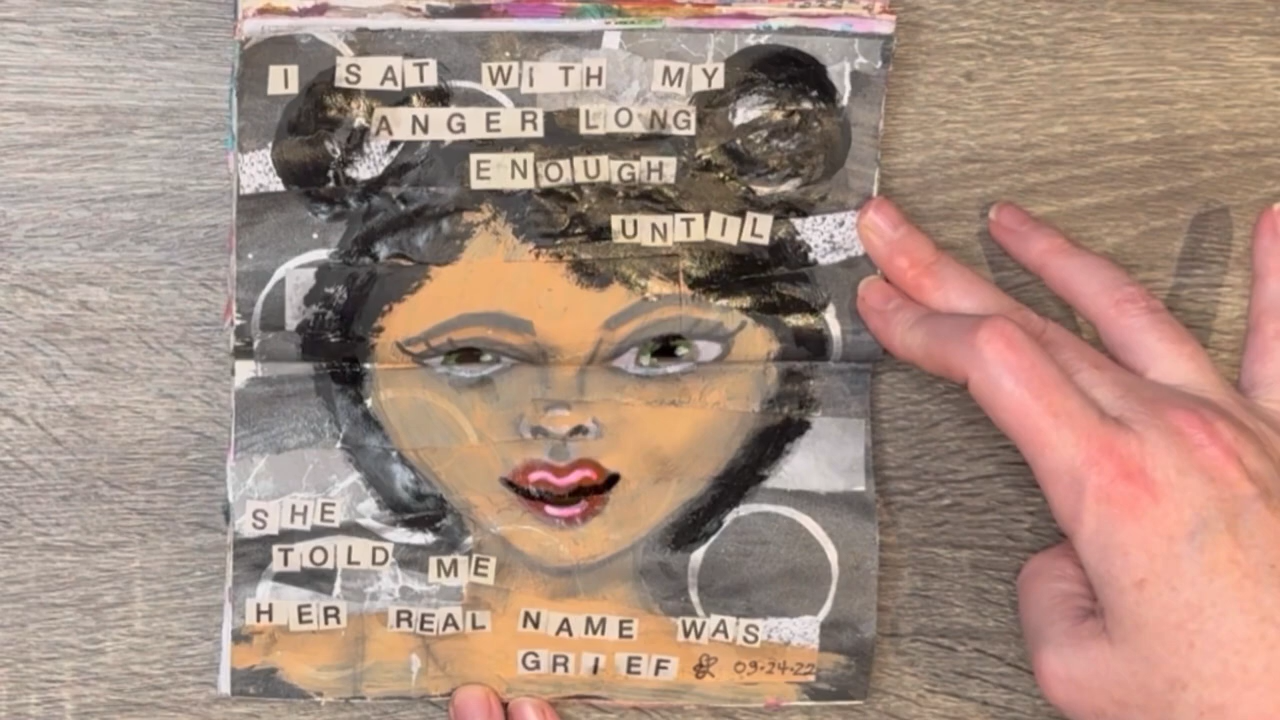 I SAT WITH MY
ANGER LONG
ENOUGH
UNTIL
SHE
TOLD ME
HER REAL NAME WAS
GRIEF 09-24-22